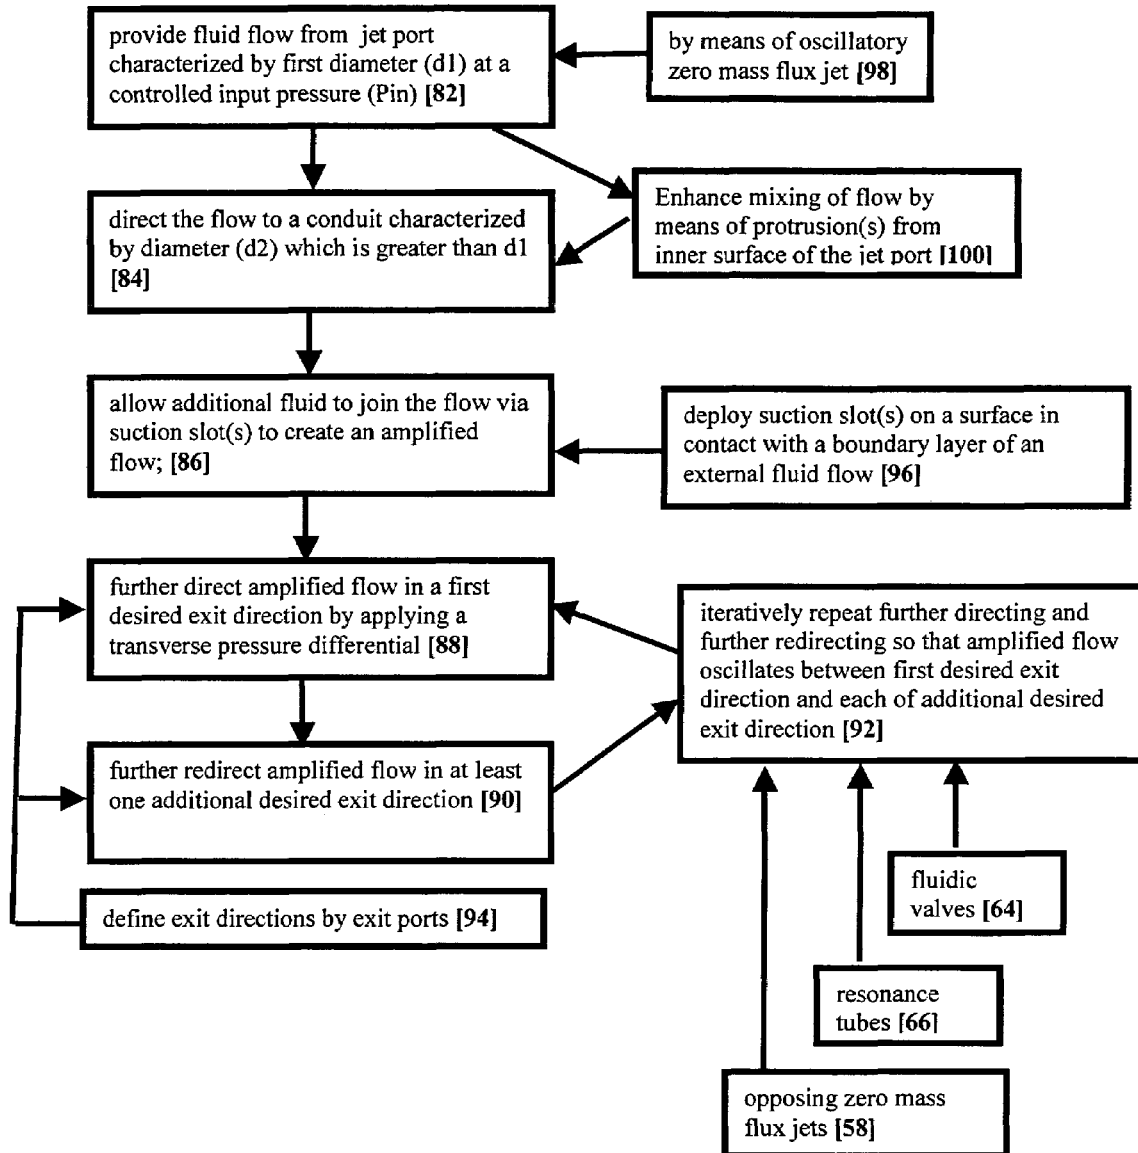 provide fluid flow from jet port
characterized by first diameter (d1) at a
controlled input pressure (Pin) [82]
by means of oscillatory
zero mass flux jet [98]
direct the flow to a conduit characterized
by diameter (d2) which is greater than d1
[84]
Enhance mixing of flow by
means of protrusion(s) from
inner surface of the jet port [100]
allow additional fluid to join the flow via
suction slot(s) to create an amplified
flow; [86]
deploy suction slot(s) on a surface in
contact with a boundary layer of an
external fluid flow [96]
further direct amplified flow in a first
desired exit direction by applying a
transverse pressure differential [88]
iteratively repeat further directing and
further redirecting so that amplified flow
oscillates between first desired exit
direction and each of additional desired
exit direction [92]
further redirect amplified flow in at least
one additional desired exit direction [90]
define exit directions by exit ports [94]
fluidic
valves [64]
resonance
tubes [66]
opposing zero mass
flux jets [58]